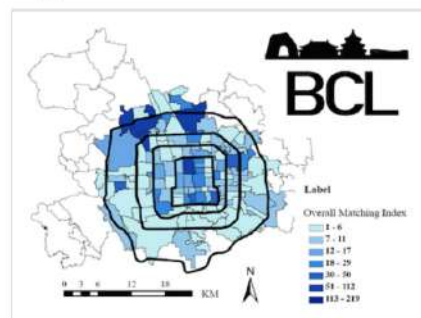 BCL
Label
Overall Matching Index
1 - 6
7 - 11
12 - 17
18 - 29
30 - 50
51 - 112
113 - 219
N
0 3 6 12 18
KM